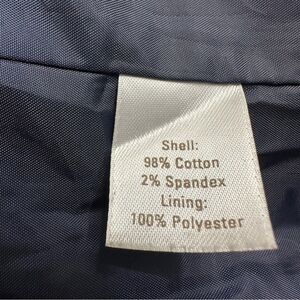 Shell:
98% Cotton
2% Spandex
Lining:
100% Polyester